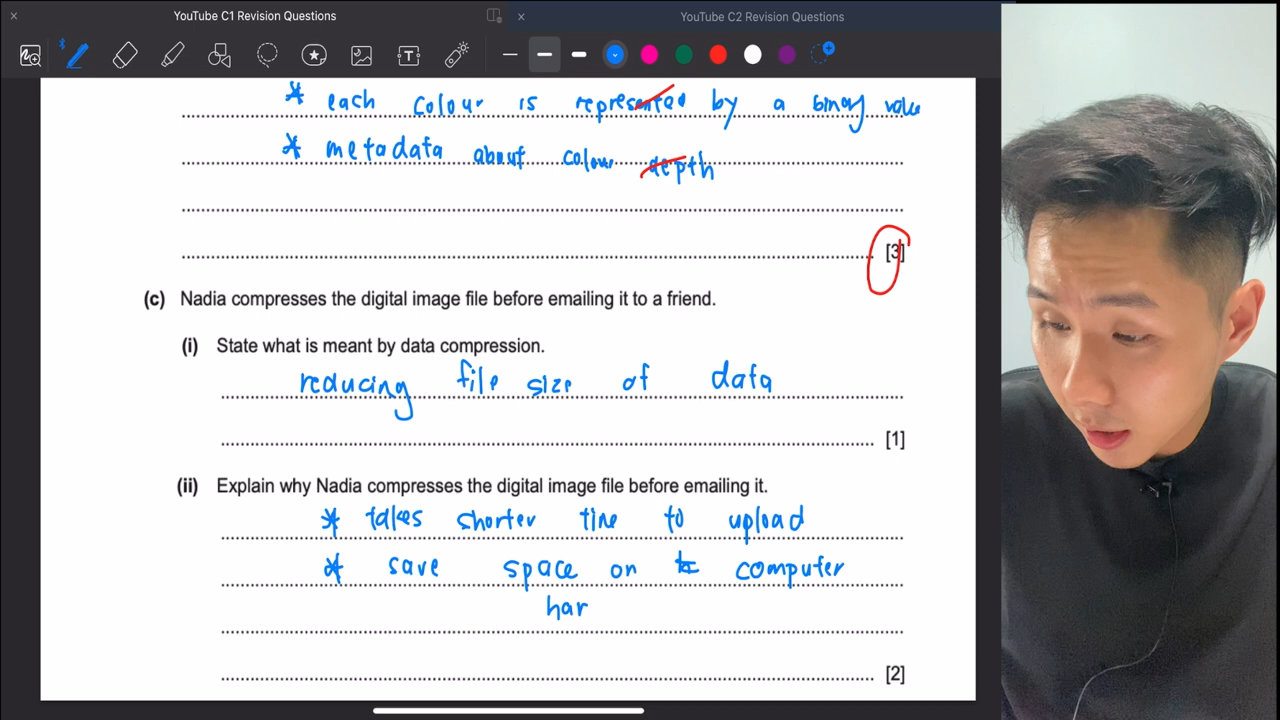 YouTube C1 Revision Questions
YouTube C2 Revision Questions
* each colour is represented by a binary value
* metadata about colour depth
[3]
(c) Nadia compresses the digital image file before emailing it to a friend.
(i) State what is meant by data compression.
reducing file size of data
[1]
(ii) Explain why Nadia compresses the digital image file before emailing it.
* takes shorter time to upload
* save space on computer
har
[2]